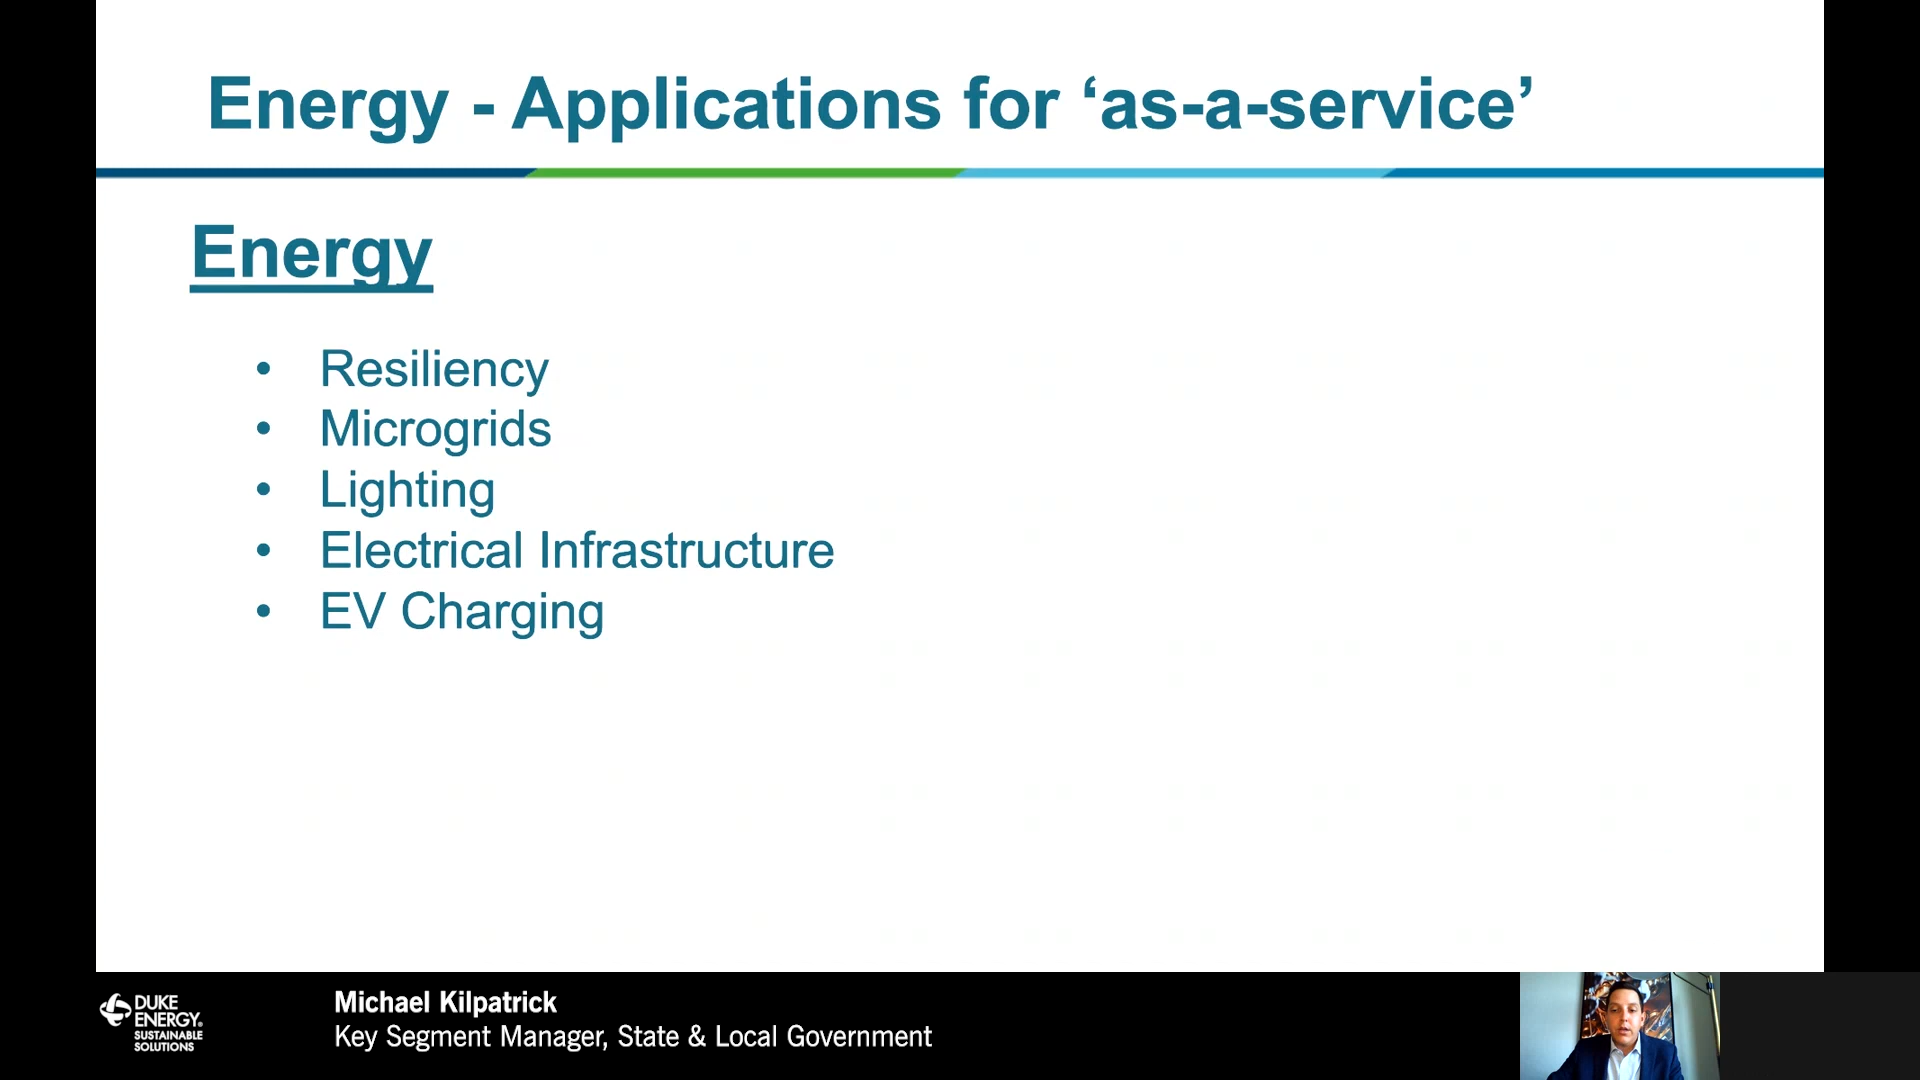 Energy - Applications for ‘as-a-service’
Energy
• Resiliency
• Microgrids
• Lighting
• Electrical Infrastructure
• EV Charging
DUKE
ENERGY®
SUSTAINABLE
SOLUTIONS
Michael Kilpatrick
Key Segment Manager, State & Local Government